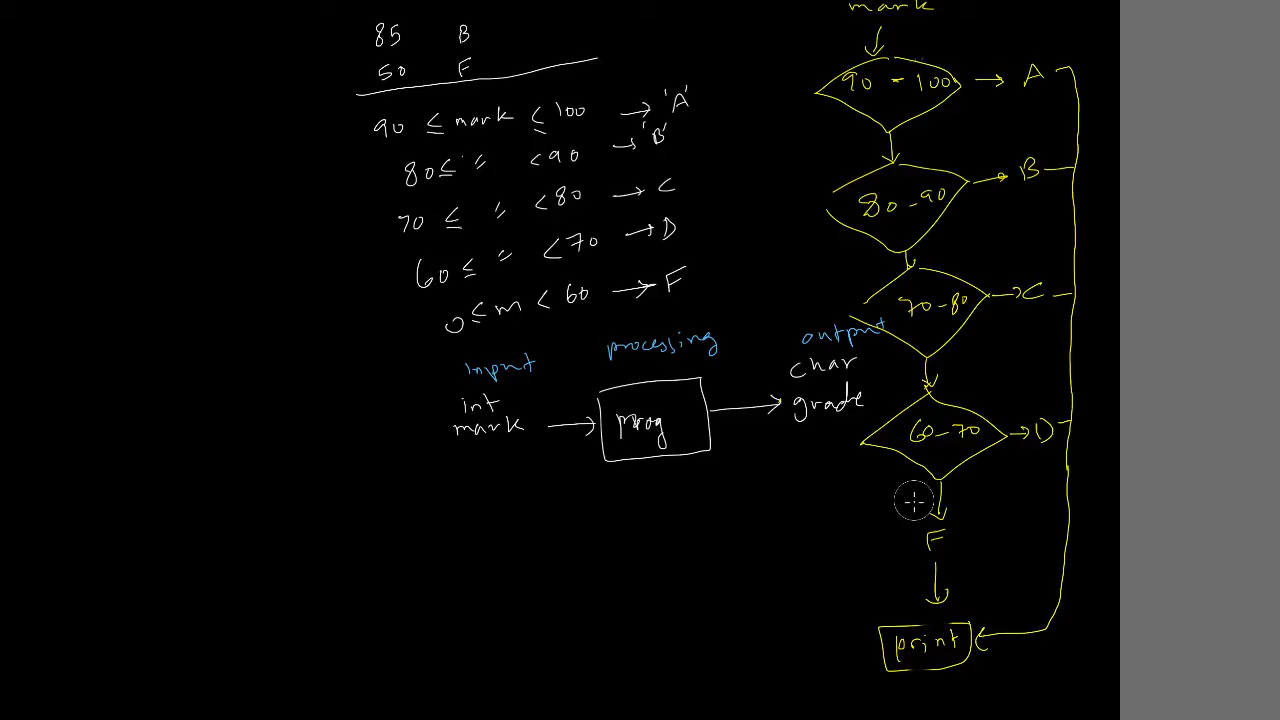 85 B
50 F
90 ≤ mark ≤ 100 → 'A'
80 ≤ " < 90 → 'B'
70 ≤ " < 80 → C
60 ≤ " < 70 → D
0 ≤ m < 60 → F
input processing output
int mark → prog → char grade
mark
90 - 100 → A
80 - 90 → B
70 - 80 → C
60 - 70 → D
F
print